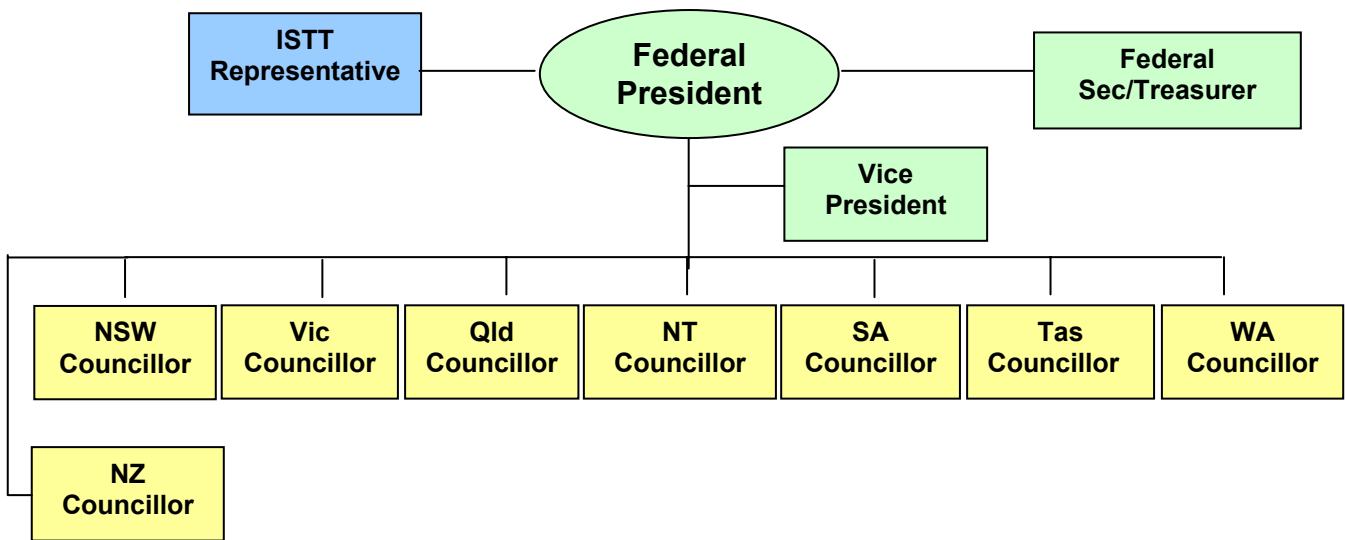 ISTT
Representative
Federal
President
Federal
Sec/Treasurer
Vice
President
NSW
Councillor
Vic
Councillor
Qld
Councillor
NT
Councillor
SA
Councillor
Tas
Councillor
WA
Councillor
NZ
Councillor